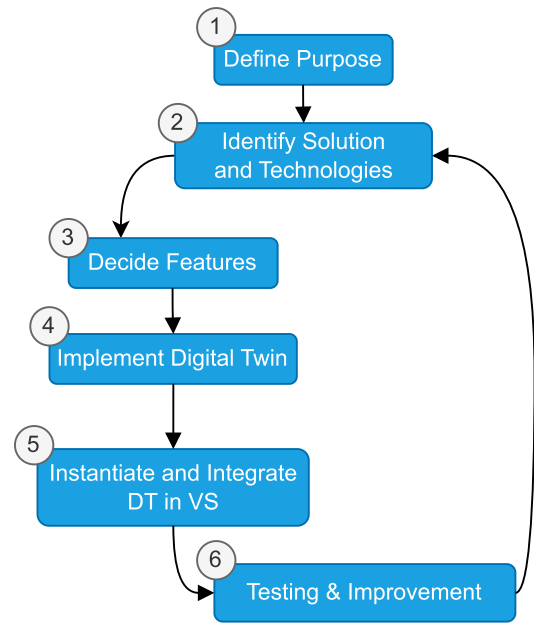 1
Define Purpose
2
Identify Solution
and Technologies
3
Decide Features
4
Implement Digital Twin
5
Instantiate and Integrate
DT in VS
6
Testing & Improvement